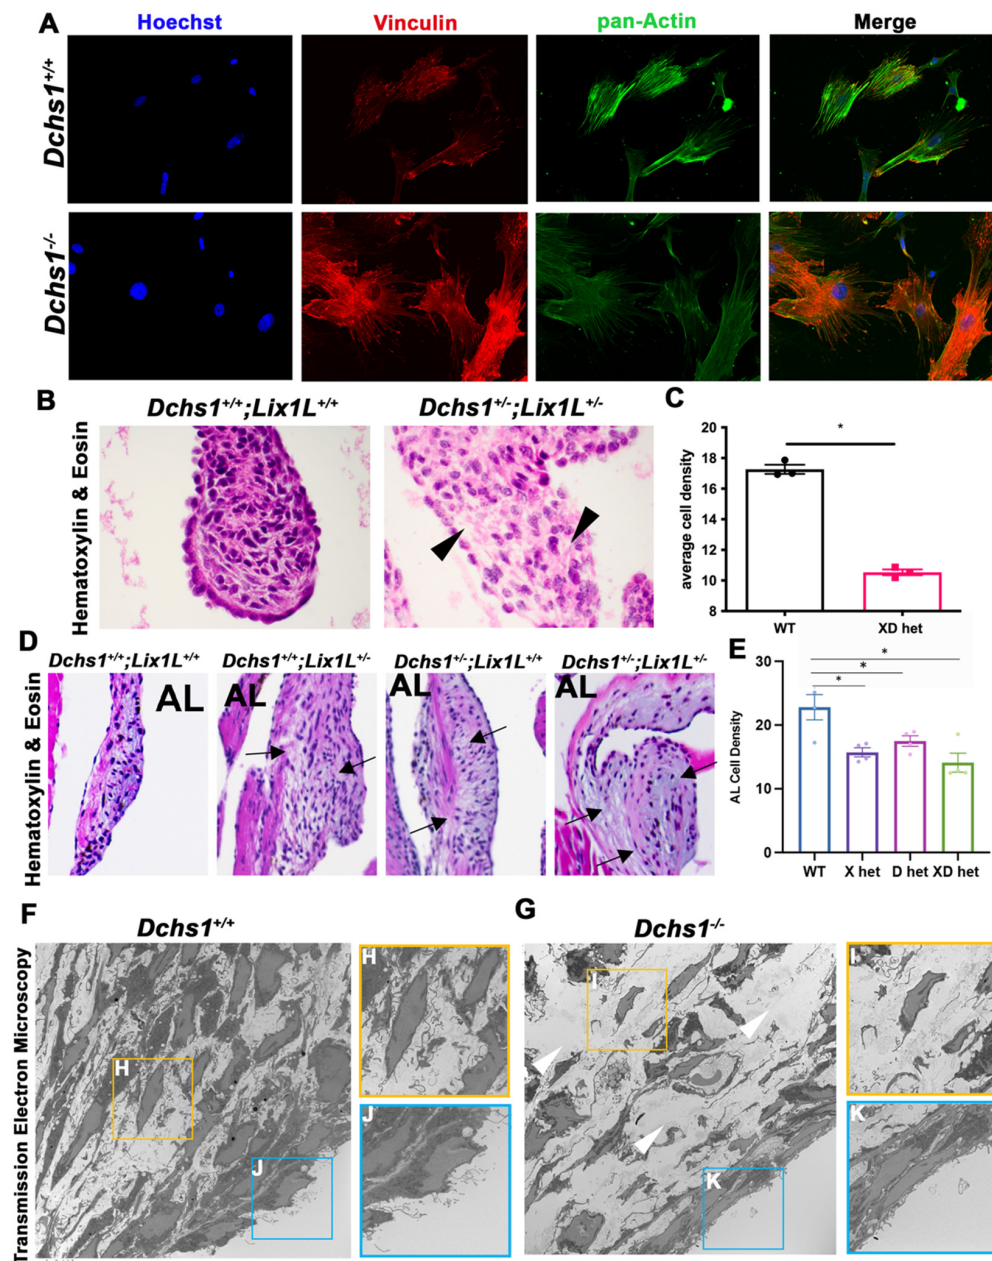 A
Hoechst Vinculin pan-Actin Merge
Dchs1+/+
Dchs1-/-
B
Dchs1+/+;Lix1L+/+ Dchs1+/-;Lix1L+/-
Hematoxylin & Eosin
C
average cell density
20
18
16
14
12
10
8
*
WT XD het
D
Dchs1+/+;Lix1L+/+ Dchs1+/+;Lix1L+/- Dchs1+/-;Lix1L+/+ Dchs1+/-;Lix1L+/-
Hematoxylin & Eosin
AL AL AL AL
E
AL Cell Density
30
20
10
0
*
*
*
WT X het D het XD het
F
Dchs1+/+
G
Dchs1-/-
Transmission Electron Microscopy
H
H
J
J
I
I
K
K